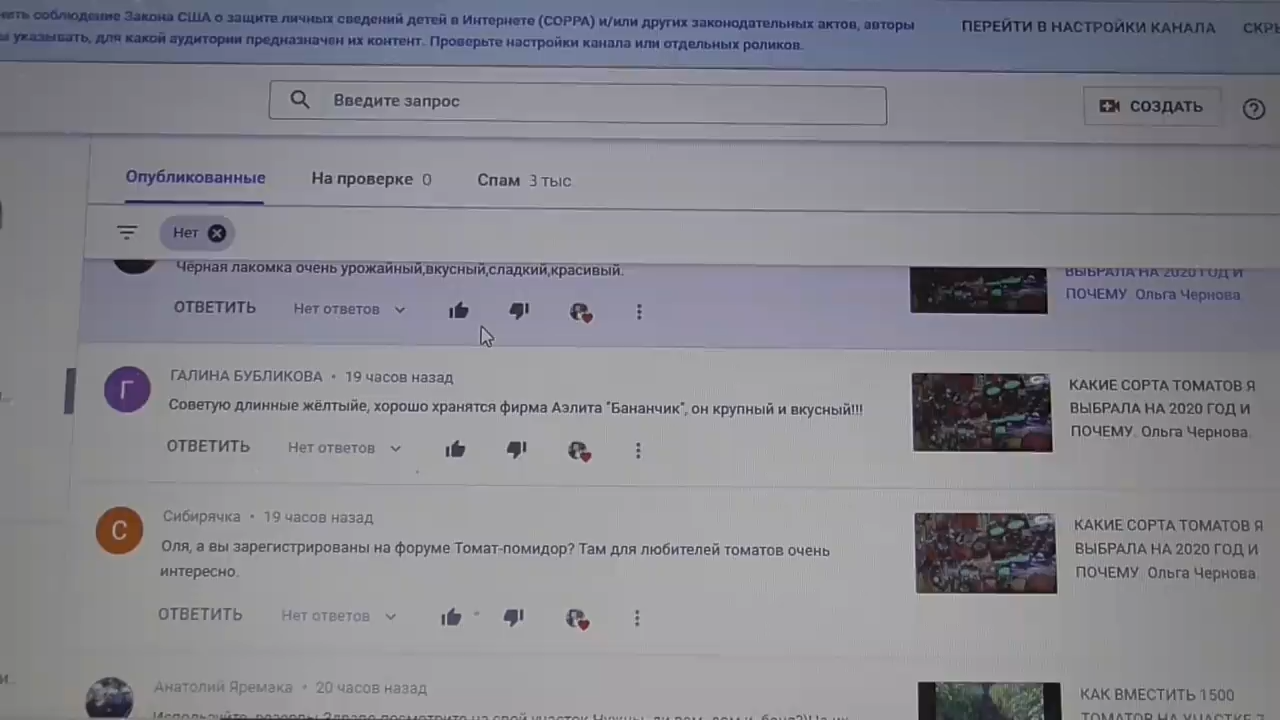 соблюдение Закона США о защите личных сведений детей в Интернете (COPPA) и/или других законодательных актов, авторы
указывать, для какой аудитории предназначен их контент. Проверьте настройки канала или отдельных роликов.
ПЕРЕЙТИ В НАСТРОЙКИ КАНАЛА
Введите запрос
СОЗДАТЬ
Опубликованные
На проверке 0
Спам 3 тыс
Нет
Черная лакомка очень урожайный,вкусный,сладкий,красивый.
ОТВЕТИТЬ Нет ответов
ВЫБРАЛА НА 2020 ГОД И
ПОЧЕМУ Ольга Чернова.
Г
ГАЛИНА БУБЛИКОВА • 19 часов назад
Советую длинные жёлтыйе, хорошо хранятся фирма Аэлита "Бананчик", он крупный и вкусный!!!
ОТВЕТИТЬ Нет ответов
КАКИЕ СОРТА ТОМАТОВ Я
ВЫБРАЛА НА 2020 ГОД И
ПОЧЕМУ. Ольга Чернова.
С
Сибирячка • 19 часов назад
Оля, а вы зарегистрированы на форуме Томат-помидор? Там для любителей томатов очень
интересно.
ОТВЕТИТЬ Нет ответов
КАКИЕ СОРТА ТОМАТОВ Я
ВЫБРАЛА НА 2020 ГОД И
ПОЧЕМУ Ольга Чернова.
Анатолий Яремака • 20 часов назад
КАК ВМЕСТИТЬ 1500
ТОМАТОВ НА УЧАСТКЕ 7